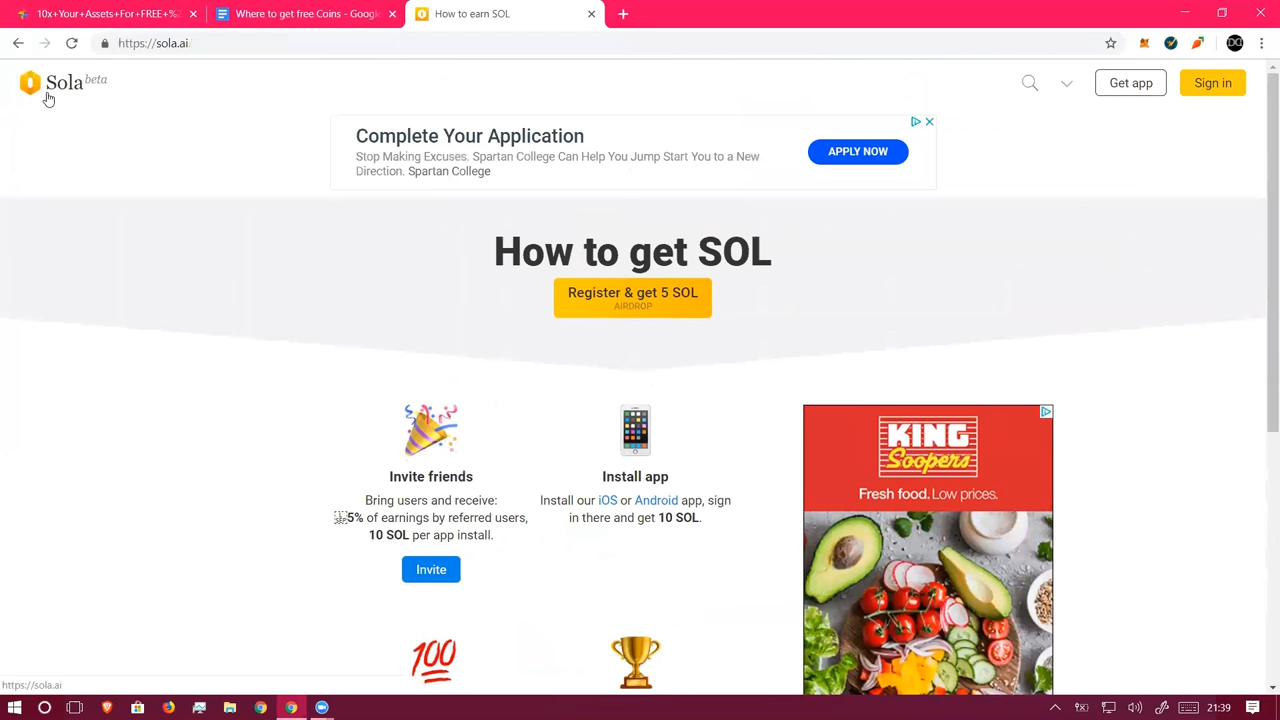 10x+Your+Assets+For+FREE+%2
Where to get free Coins - Google
How to earn SOL
https://sola.ai
Sola beta
Get app
Sign in
Complete Your Application
Stop Making Excuses. Spartan College Can Help You Jump Start You to a New
Direction. Spartan College
APPLY NOW
How to get SOL
Register & get 5 SOL
AIRDROP
Invite friends
Bring users and receive:
5% of earnings by referred users,
10 SOL per app install.
Invite
Install app
Install our iOS or Android app, sign
in there and get 10 SOL.
KING
Soopers
Fresh food. Low prices.
100
https://sola.ai
21:39